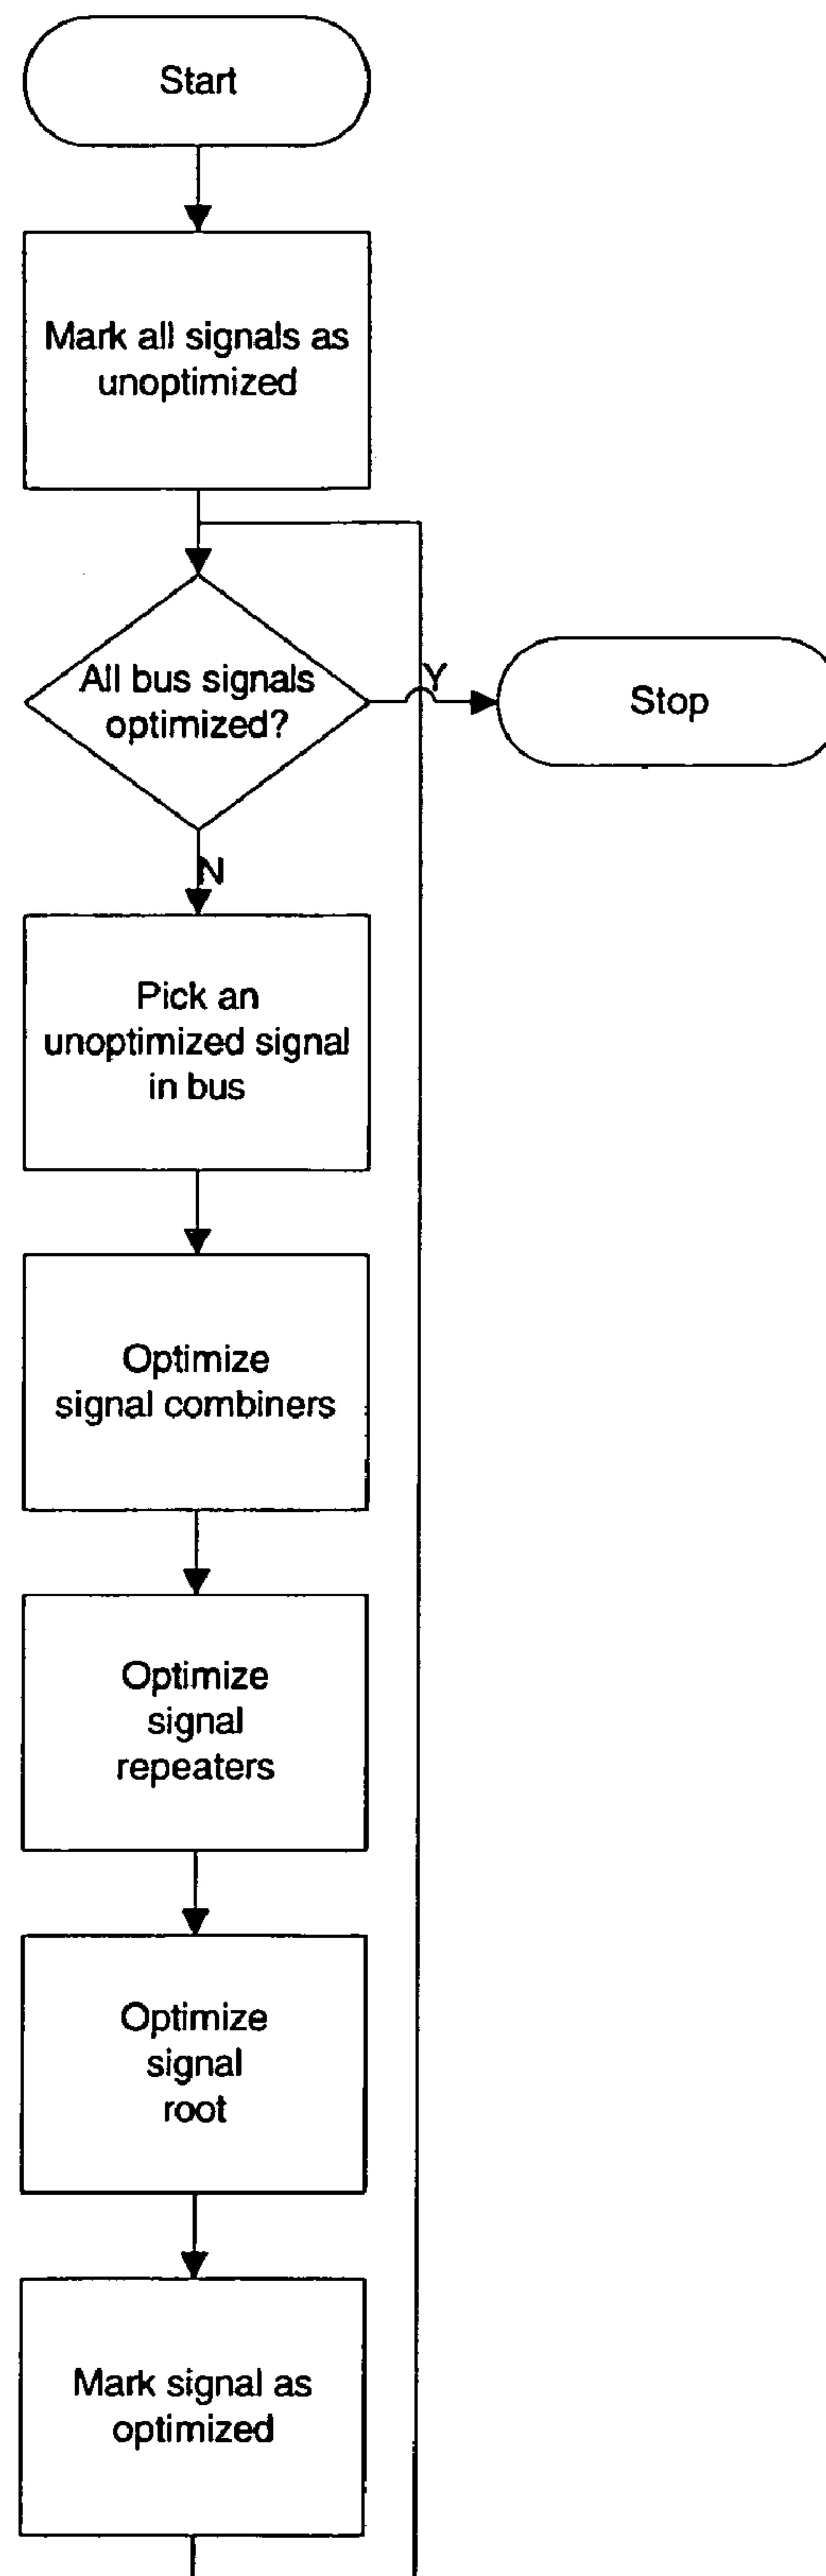 Start
Mark all signals as
unoptimized
All bus signals
optimized?
Y
Stop
N
Pick an
unoptimized signal
in bus
Optimize
signal combiners
Optimize
signal
repeaters
Optimize
signal
root
Mark signal as
optimized